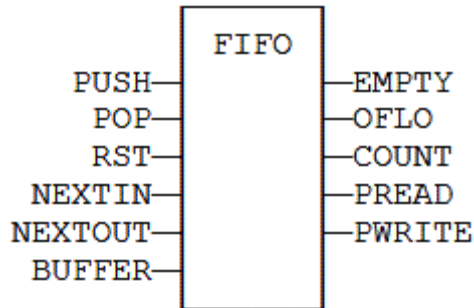 FIFO
PUSH EMPTY
POP OFLO
RST COUNT
NEXTIN PREAD
NEXTOUT PWRITE
BUFFER